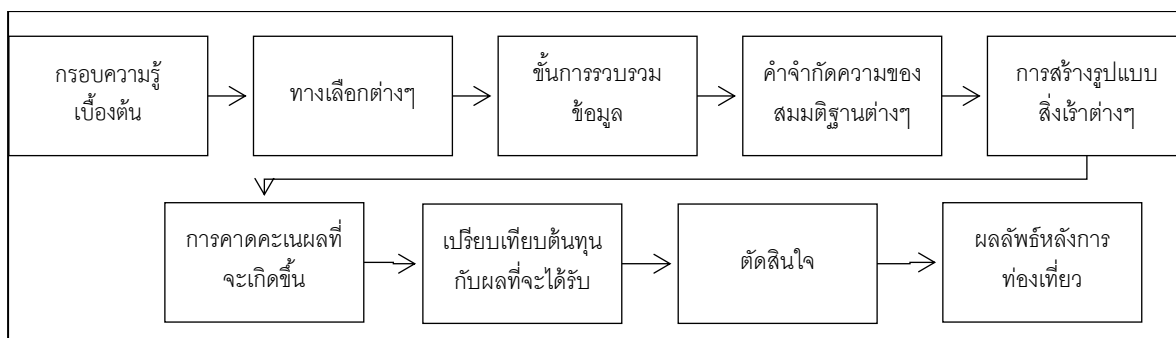 กรอบความรู้
เบื้องต้น
ทางเลือกต่างๆ
ขั้นการรวบรวม
ข้อมูล
คำจำกัดความของ
สมมติฐานต่างๆ
การสร้างรูปแบบ
สิ่งเร้าต่างๆ
การคาดคะเนผลที่
จะเกิดขึ้น
เปรียบเทียบต้นทุน
กับผลที่จะได้รับ
ตัดสินใจ
ผลลัพธ์หลังการ
ท่องเที่ยว